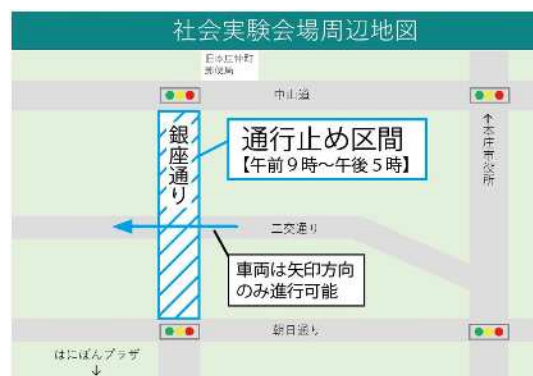 社会実験会場周辺地図
旧本庄仲町
郵便局
中山道
銀座通り
通行止め区間
【午前9時～午後5時】
↑本庄市役所
二交通り
車両は矢印方向
のみ進行可能
朝日通り
はにぽんプラザ
↓